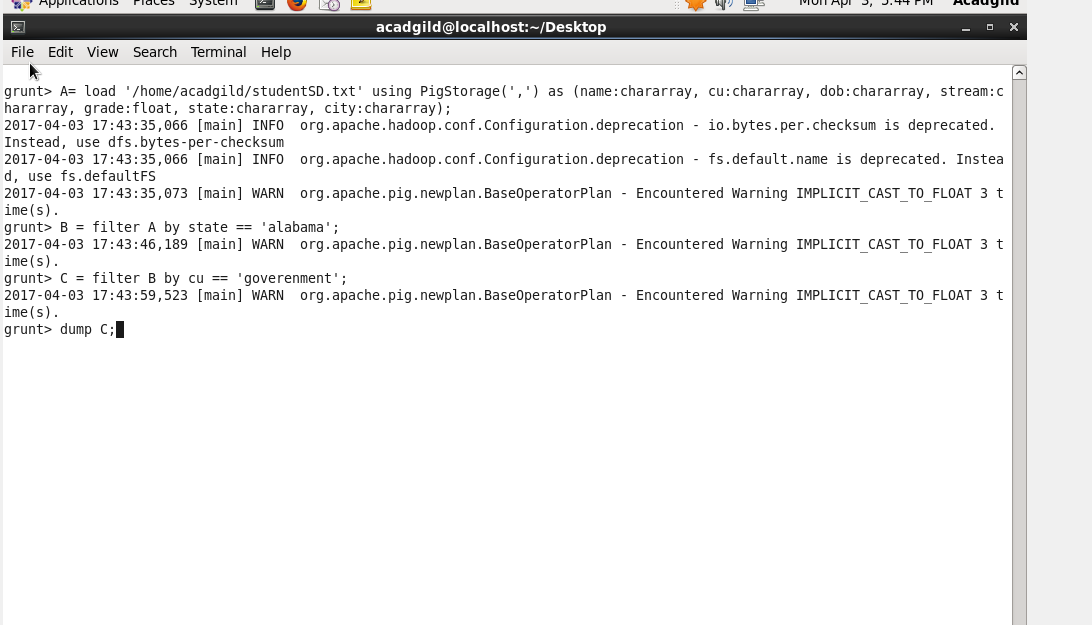 Applications Places System Mon Apr 3, 5:44 PM Acadgild
acadgild@localhost:~/Desktop
File Edit View Search Terminal Help
grunt> A= load '/home/acadgild/studentSD.txt' using PigStorage(',') as (name:chararray, cu:chararray, dob:chararray, stream:c
hararray, grade:float, state:chararray, city:chararray);
2017-04-03 17:43:35,066 [main] INFO  org.apache.hadoop.conf.Configuration.deprecation - io.bytes.per.checksum is deprecated.
Instead, use dfs.bytes-per-checksum
2017-04-03 17:43:35,066 [main] INFO  org.apache.hadoop.conf.Configuration.deprecation - fs.default.name is deprecated. Instea
d, use fs.defaultFS
2017-04-03 17:43:35,073 [main] WARN  org.apache.pig.newplan.BaseOperatorPlan - Encountered Warning IMPLICIT_CAST_TO_FLOAT 3 t
ime(s).
grunt> B = filter A by state == 'alabama';
2017-04-03 17:43:46,189 [main] WARN  org.apache.pig.newplan.BaseOperatorPlan - Encountered Warning IMPLICIT_CAST_TO_FLOAT 3 t
ime(s).
grunt> C = filter B by cu == 'goverenment';
2017-04-03 17:43:59,523 [main] WARN  org.apache.pig.newplan.BaseOperatorPlan - Encountered Warning IMPLICIT_CAST_TO_FLOAT 3 t
ime(s).
grunt> dump C;